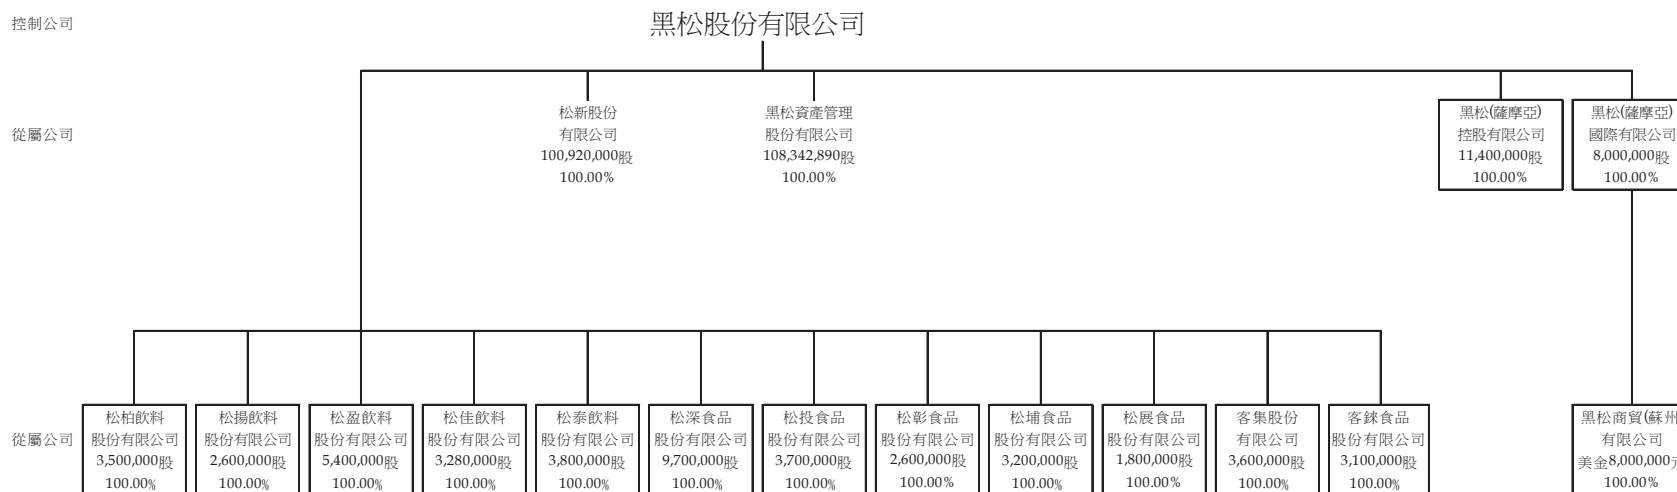 控制公司
黑松股份有限公司
從屬公司
松新股份
有限公司
100,920,000股
100.00%
黑松資產管理
股份有限公司
108,342,890股
100.00%
黑松(薩摩亞)
控股有限公司
11,400,000股
100.00%
黑松(薩摩亞)
國際有限公司
8,000,000股
100.00%
從屬公司
松柏飲料
股份有限公司
3,500,000股
100.00%
松揚飲料
股份有限公司
2,600,000股
100.00%
松盈飲料
股份有限公司
5,400,000股
100.00%
松佳飲料
股份有限公司
3,280,000股
100.00%
松泰飲料
股份有限公司
3,800,000股
100.00%
松深食品
股份有限公司
9,700,000股
100.00%
松投食品
股份有限公司
3,700,000股
100.00%
松彰食品
股份有限公司
2,600,000股
100.00%
松埔食品
股份有限公司
3,200,000股
100.00%
松展食品
股份有限公司
1,800,000股
100.00%
客集股份
有限公司
3,600,000股
100.00%
客錸食品
股份有限公司
3,100,000股
100.00%
黑松商貿(蘇州
有限公司
美金8,000,000元
100.00%